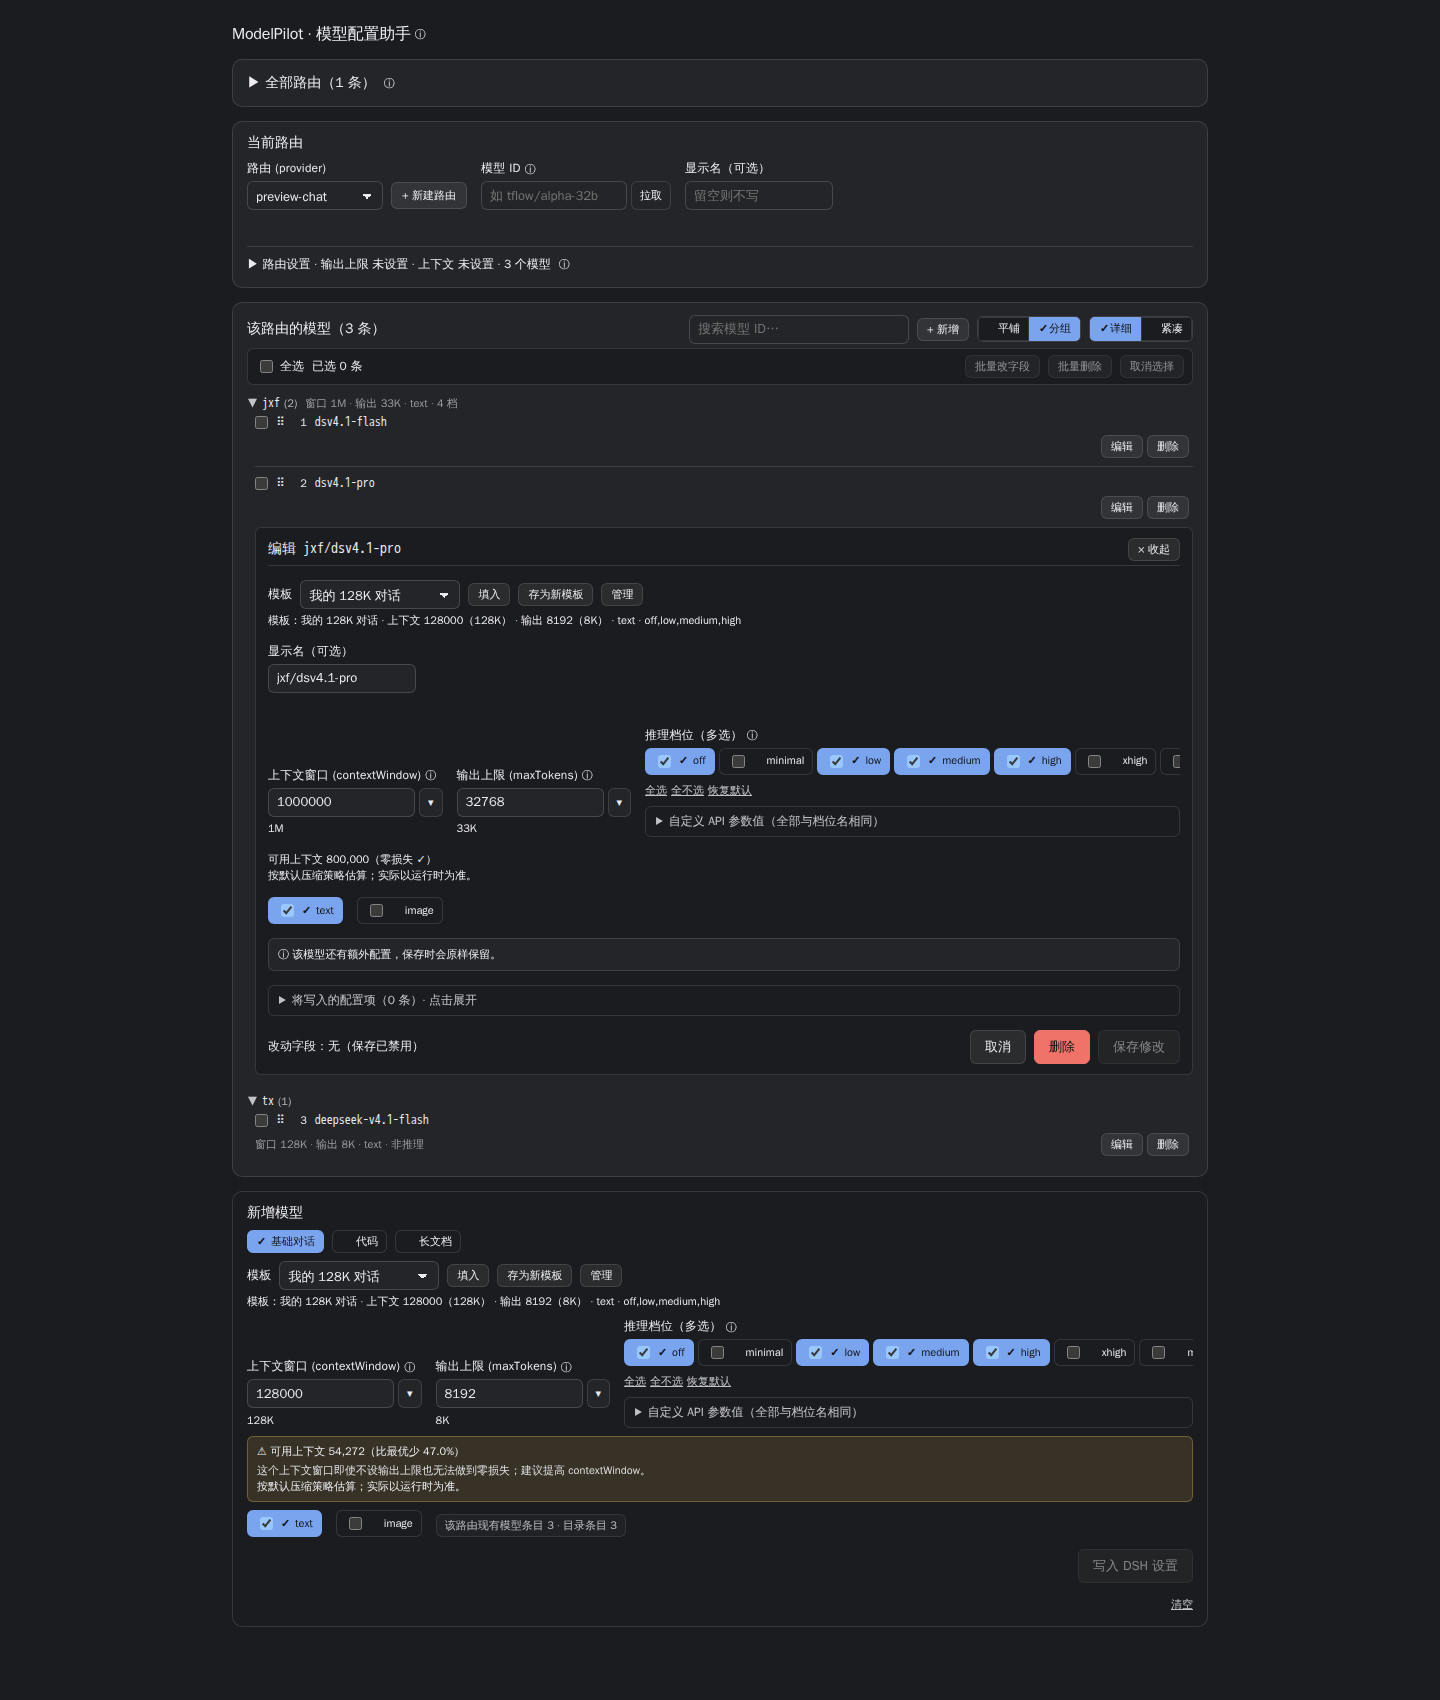 ModelPilot · 模型配置助手 ⓘ
▶ 全部路由（1 条） ⓘ
当前路由
路由 (provider) 模型 ID ⓘ 显示名（可选）
preview-chat + 新建路由 如 tflow/alpha-32b 拉取 留空则不写
▶ 路由设置 · 输出上限 未设置 · 上下文 未设置 · 3 个模型 ⓘ
该路由的模型（3 条） 搜索模型 ID… + 新增 平铺 ✓分组 ✓详细 紧凑
全选 已选 0 条 批量改字段 批量删除 取消选择
▼ jxf (2) 窗口 1M · 输出 33K · text · 4 档
⠿ 1 dsv4.1-flash
编辑 删除
⠿ 2 dsv4.1-pro
编辑 删除
编辑 jxf/dsv4.1-pro × 收起
模板 我的 128K 对话 填入 存为新模板 管理
模板：我的 128K 对话 · 上下文 128000（128K） · 输出 8192（8K） · text · off,low,medium,high
显示名（可选）
jxf/dsv4.1-pro
推理档位（多选） ⓘ
✓ off minimal ✓ low ✓ medium ✓ high xhigh
上下文窗口 (contextWindow) ⓘ 输出上限 (maxTokens) ⓘ
全选 全不选 恢复默认
1000000 ▾ 32768 ▾
▶ 自定义 API 参数值（全部与档位名相同）
1M 33K
可用上下文 800,000（零损失 ✓）
按默认压缩策略估算；实际以运行时为准。
✓ text image
ⓘ 该模型还有额外配置，保存时会原样保留。
▶ 将写入的配置项（0 条）· 点击展开
改动字段：无（保存已禁用） 取消 删除 保存修改
▼ tx (1)
⠿ 3 deepseek-v4.1-flash
窗口 128K · 输出 8K · text · 非推理 编辑 删除
新增模型
✓ 基础对话 代码 长文档
模板 我的 128K 对话 填入 存为新模板 管理
模板：我的 128K 对话 · 上下文 128000（128K） · 输出 8192（8K） · text · off,low,medium,high
推理档位（多选） ⓘ
✓ off minimal ✓ low ✓ medium ✓ high xhigh
上下文窗口 (contextWindow) ⓘ 输出上限 (maxTokens) ⓘ
全选 全不选 恢复默认
128000 ▾ 8192 ▾
▶ 自定义 API 参数值（全部与档位名相同）
128K 8K
⚠ 可用上下文 54,272（比最优少 47.0%）
这个上下文窗口即使不设输出上限也无法做到零损失；建议提高 contextWindow。
按默认压缩策略估算；实际以运行时为准。
✓ text image 该路由现有模型条目 3 · 目录条目 3
写入 DSH 设置
清空